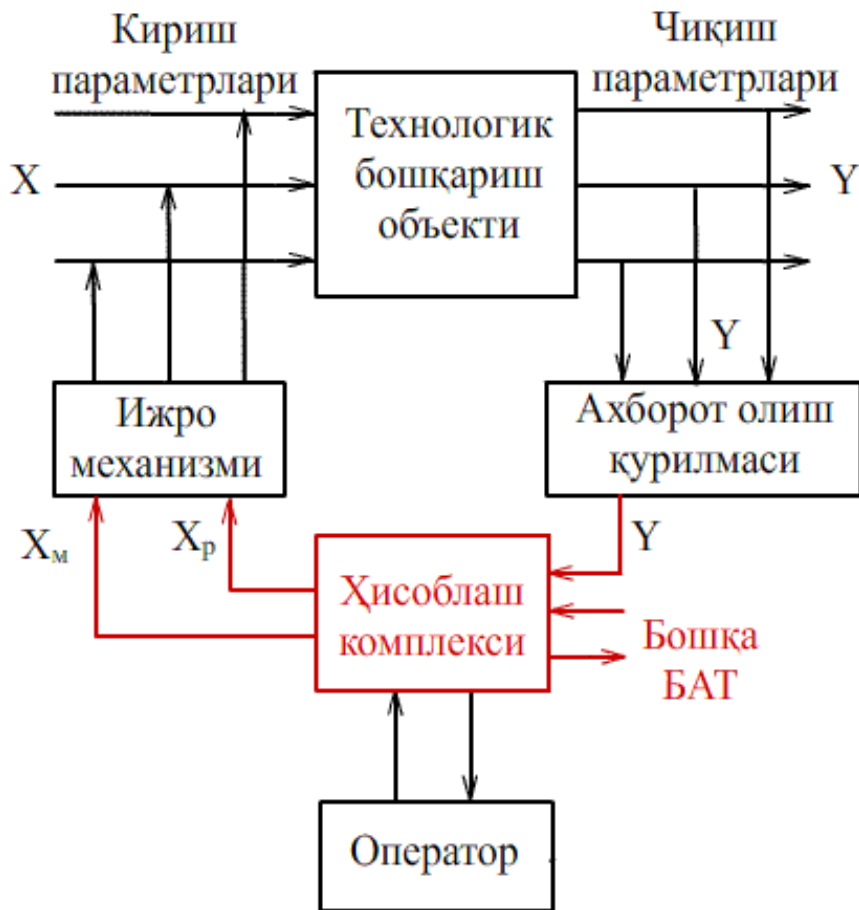 Кириш
параметрлари
Чиқиш
параметрлари
Технологик
бошқариш
объекти
X
Y
Y
Ижро
механизми
Ахборот олиш
қурилмаси
Xм
Xр
Y
Ҳисоблаш
комплекси
Бошқа
БАТ
Оператор